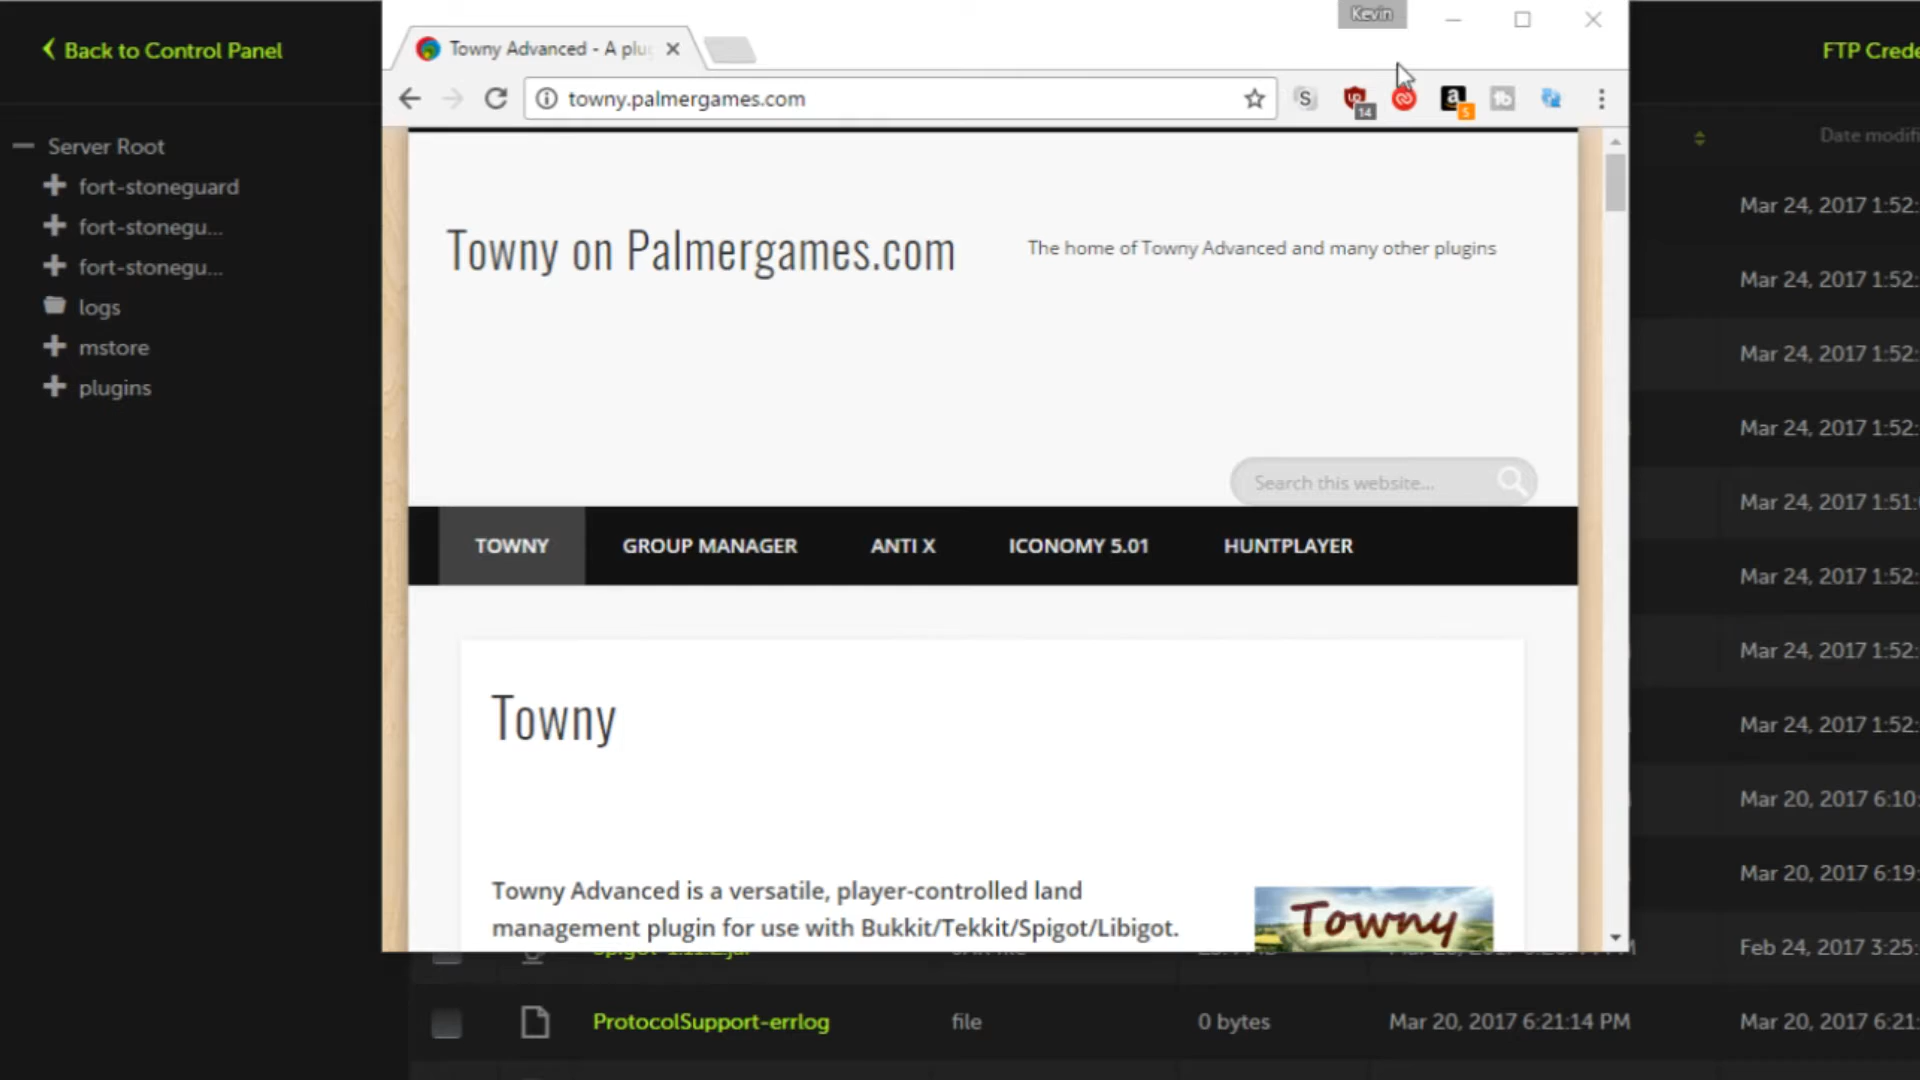 Kevin
Back to Control Panel
Towny Advanced - A plu
FTP Crede
towny.palmergames.com
S
14
a
5
tb
Server Root
fort-stoneguard
fort-stonegu...
fort-stonegu...
logs
mstore
plugins
Date modifi
Towny on Palmergames.com
The home of Towny Advanced and many other plugins
Search this website...
TOWNY
GROUP MANAGER
ANTI X
ICONOMY 5.01
HUNTPLAYER
Towny
Towny Advanced is a versatile, player-controlled land
management plugin for use with Bukkit/Tekkit/Spigot/Libigot.
Towny
Mar 24, 2017 1:52:
Mar 24, 2017 1:52:
Mar 24, 2017 1:52:
Mar 24, 2017 1:52:
Mar 24, 2017 1:51:
Mar 24, 2017 1:52:
Mar 24, 2017 1:52:
Mar 24, 2017 1:52:
Mar 20, 2017 6:10:
Mar 20, 2017 6:19:
Feb 24, 2017 3:25:
ProtocolSupport-errlog
file
0 bytes
Mar 20, 2017 6:21:14 PM
Mar 20, 2017 6:21: